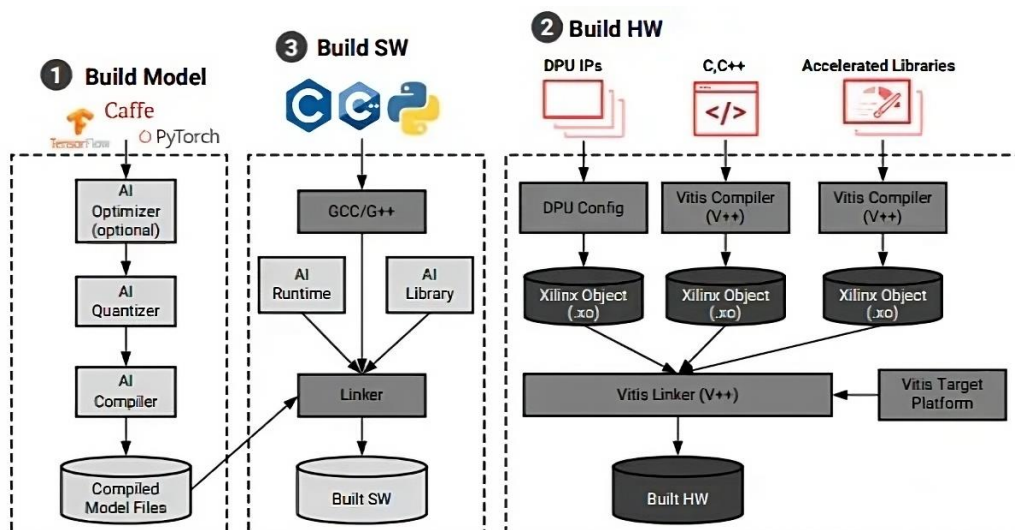 1 Build Model
Caffe
TensorFlow
PyTorch
AI
Optimizer
(optional)
AI
Quantizer
AI
Compiler
Compiled
Model Files
3 Build SW
C
C++
GCC/G++
AI
Runtime
AI
Library
Linker
Built SW
2 Build HW
DPU IPs
C,C++
Accelerated Libraries
</>
DPU Config
Vitis Compiler
(V++)
Vitis Compiler
(V++)
Xilinx Object
(.xo)
Xilinx Object
(.xo)
Xilinx Object
(.xo)
Vitis Linker (V++)
Vitis Target
Platform
Built HW